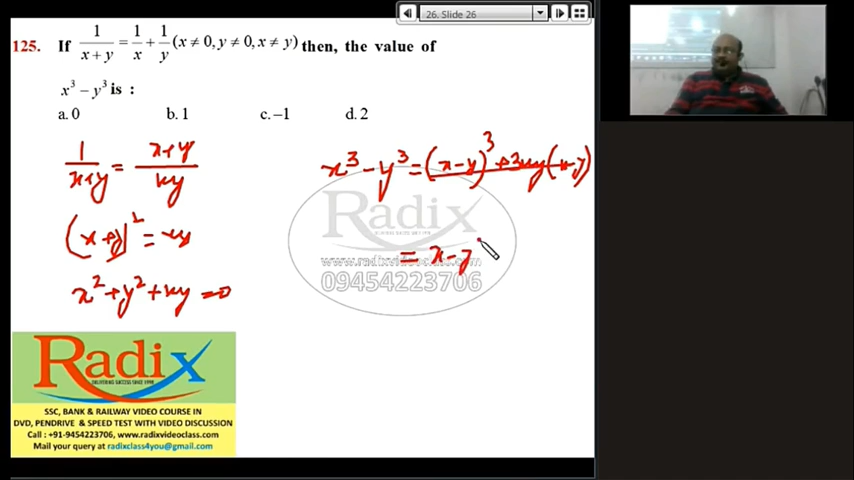 26. Slide 26
125. If 1/(x+y) = 1/x + 1/y (x ≠ 0, y ≠ 0, x ≠ y) then, the value of
x³ − y³ is :
a. 0 b. 1 c. −1 d. 2
1/(x+y) = (x+y)/xy
(x+y)² = xy
x² + y² + xy = 0
x³ − y³ = (x−y)³ + 3xy(x−y)
= x − y
Radix
www.radixvideoclass.com
09454223706
Radix
DELIVERING SUCCESS SINCE 1999
SSC, BANK & RAILWAY VIDEO COURSE IN
DVD, PENDRIVE & SPEED TEST WITH VIDEO DISCUSSION
Call : +91-9454223706, www.radixvideoclass.com
Mail your query at radixclass4you@gmail.com